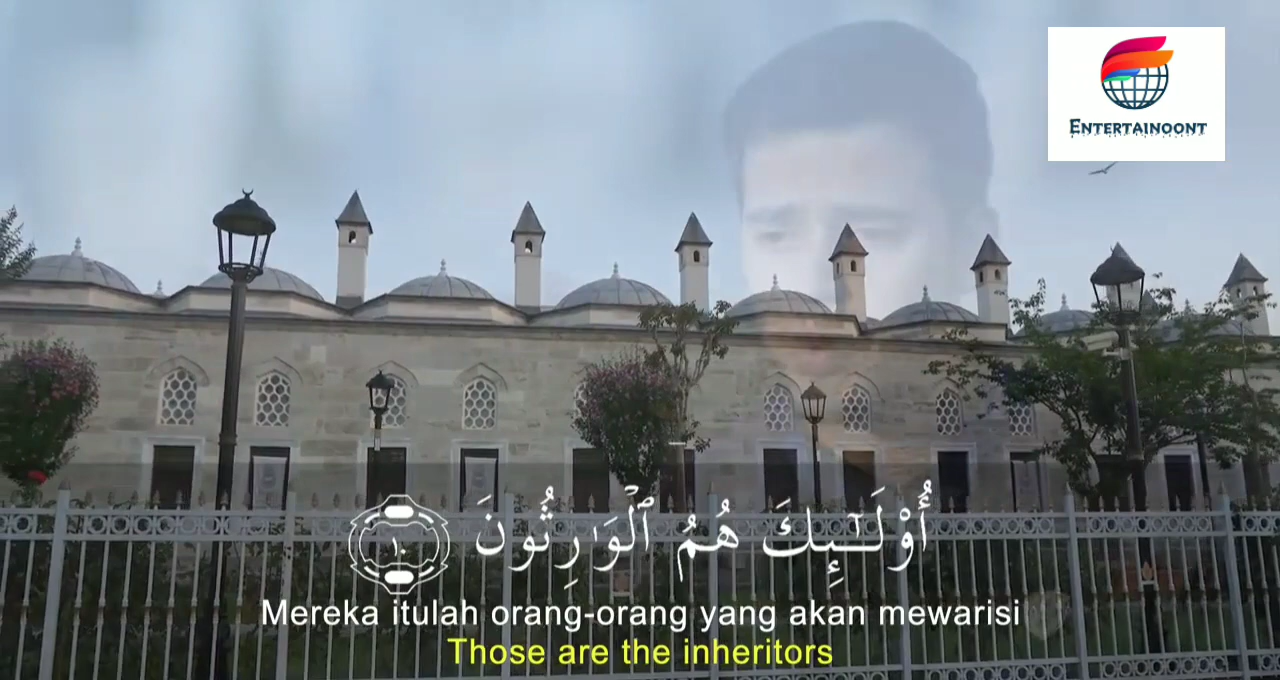 ENTERTAINOONT
أُوْلَـٰٓئِكَ هُمُ ٱلْوَٰرِثُونَ ١٠
Mereka itulah orang-orang yang akan mewarisi
Those are the inheritors